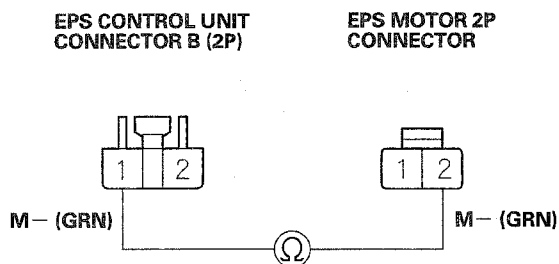 EPS CONTROL UNIT
CONNECTOR B (2P)
EPS MOTOR 2P
CONNECTOR
1 2
1 2
M− (GRN)
M− (GRN)
Ω